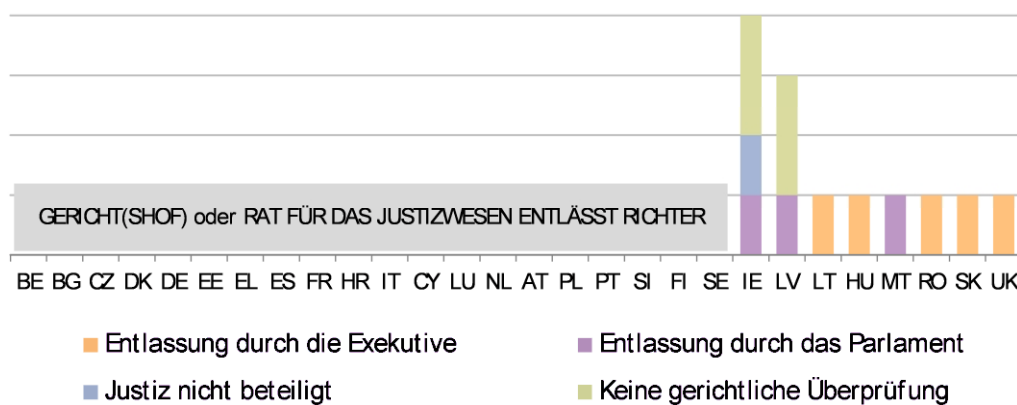 GERICHT(SHOF) oder RAT FÜR DAS JUSTIZWESEN ENTLÄSST RICHTER
BE BG CZ DK DE EE EL ES FR HR IT CY LU NL AT PL PT SI FI SE IE LV LT HU MT RO SK UK
Entlassung durch die Exekutive Entlassung durch das Parlament
Justiz nicht beteiligt Keine gerichtliche Überprüfung